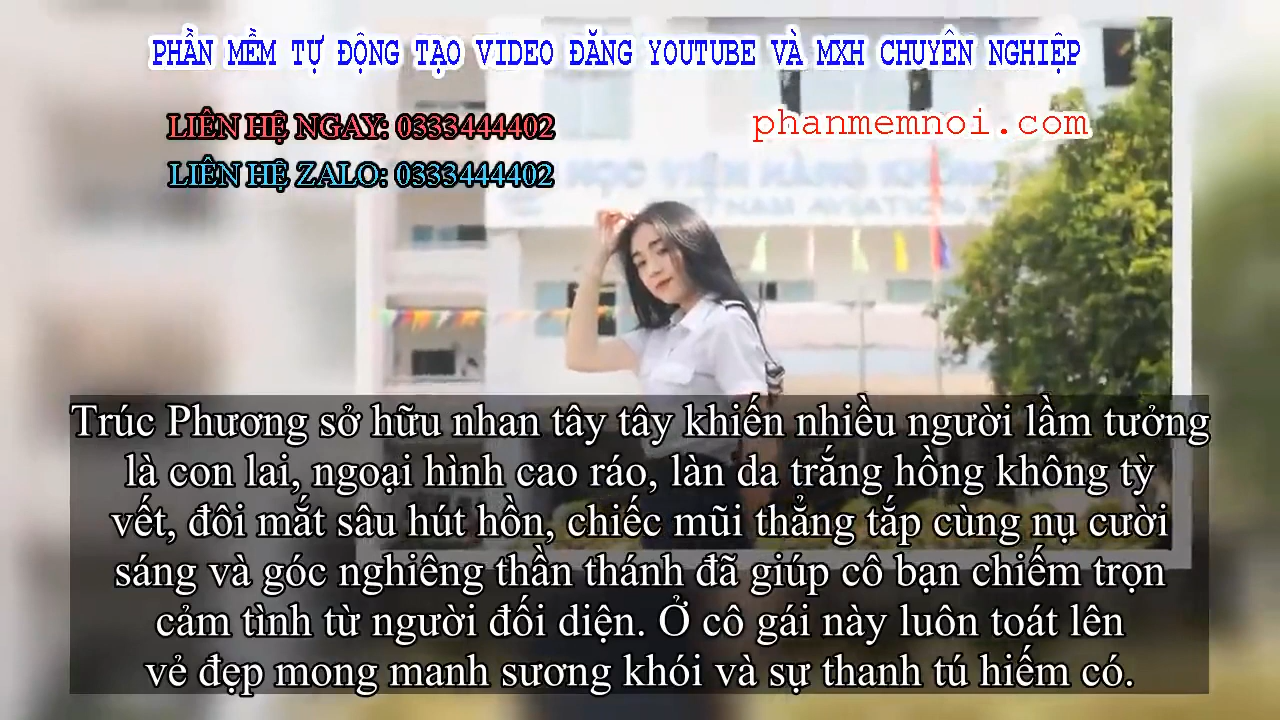 PHẦN MỀM TỰ ĐỘNG TẠO VIDEO ĐĂNG YOUTUBE VÀ MXH CHUYÊN NGHIỆP
LIÊN HỆ NGAY: 0333444402
phanmemnoi.com
LIÊN HỆ ZALO: 0333444402
Trúc Phương sở hữu nhan tây tây khiến nhiều người lầm tưởng
là con lai, ngoại hình cao ráo, làn da trắng hồng không tỳ
vết, đôi mắt sâu hút hồn, chiếc mũi thẳng tắp cùng nụ cười
sáng và góc nghiêng thần thánh đã giúp cô bạn chiếm trọn
cảm tình từ người đối diện. Ở cô gái này luôn toát lên
vẻ đẹp mong manh sương khói và sự thanh tú hiếm có.